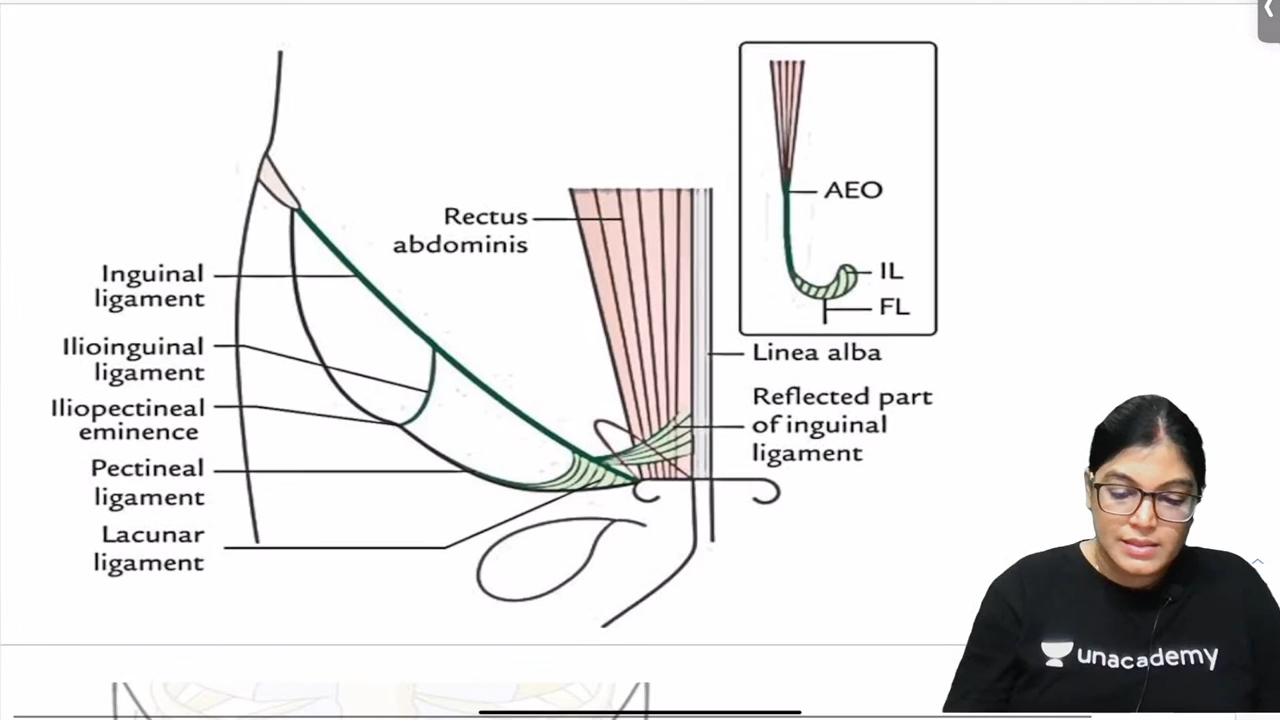 Rectus
abdominis
Inguinal
ligament
Ilioinguinal
ligament
Iliopectineal
eminence
Pectineal
ligament
Lacunar
ligament
AEO
IL
FL
Linea alba
Reflected part
of inguinal
ligament
unacademy